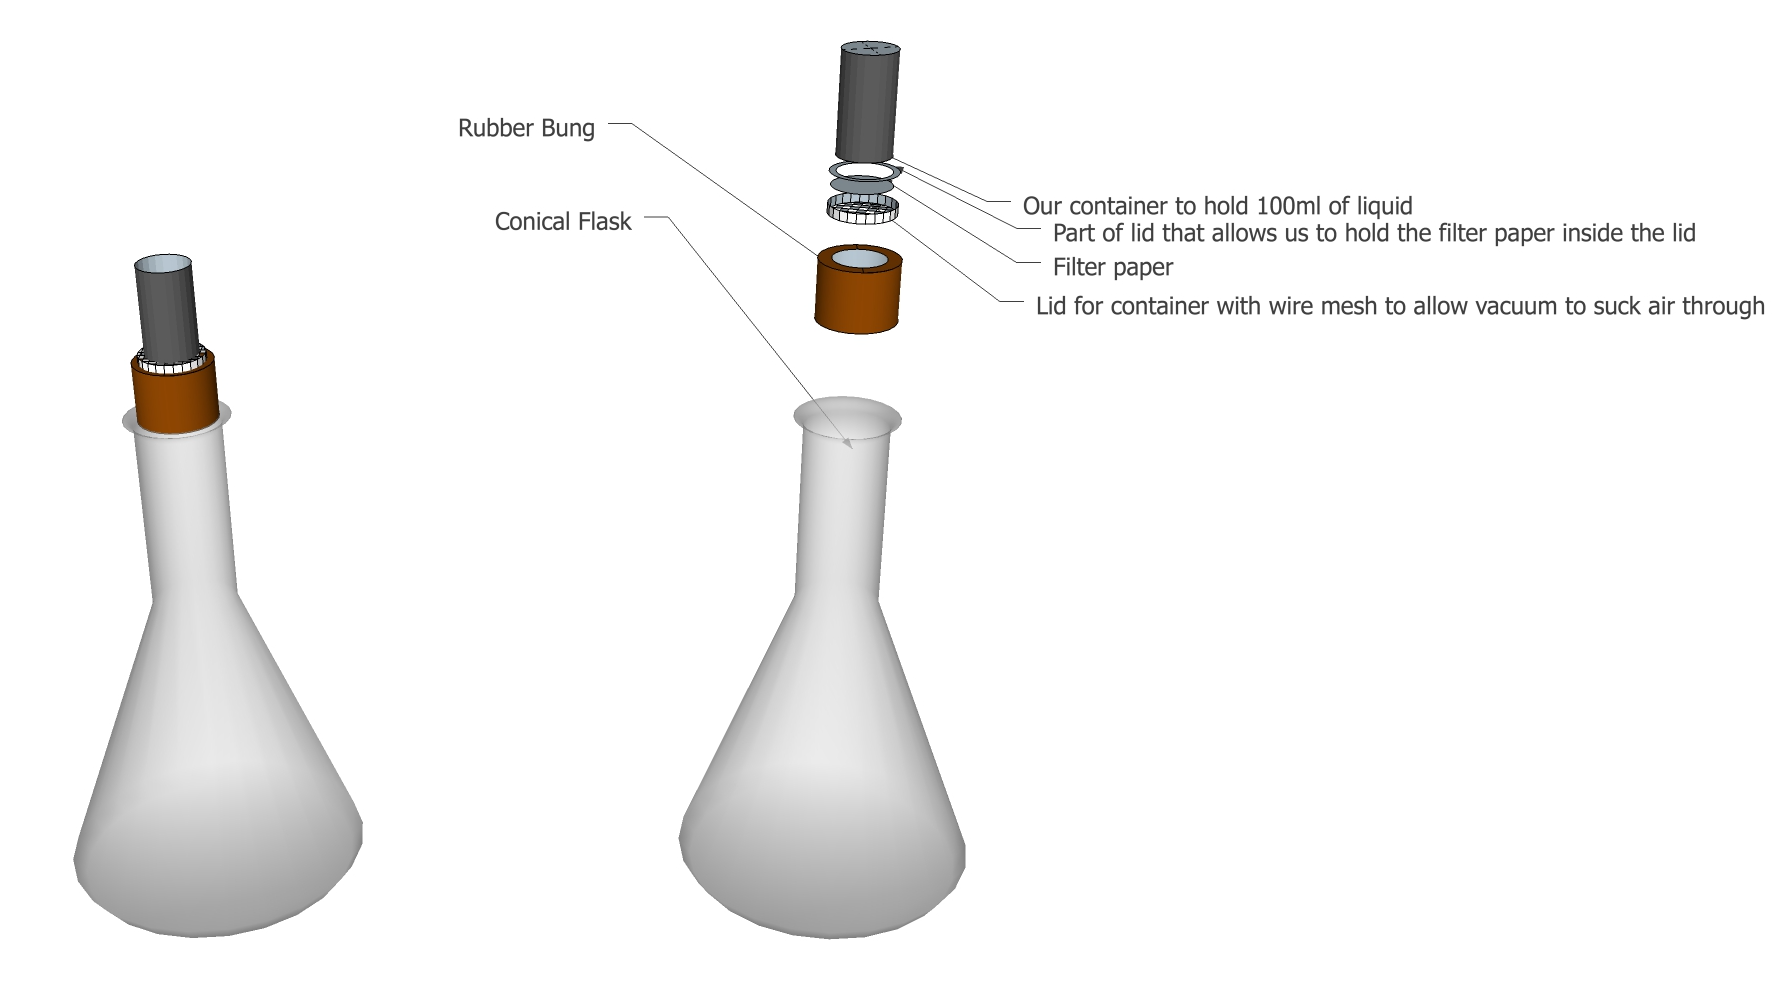 Rubber Bung
Conical Flask
Our container to hold 100ml of liquid
Part of lid that allows us to hold the filter paper inside the lid
Filter paper
Lid for container with wire mesh to allow vacuum to suck air through